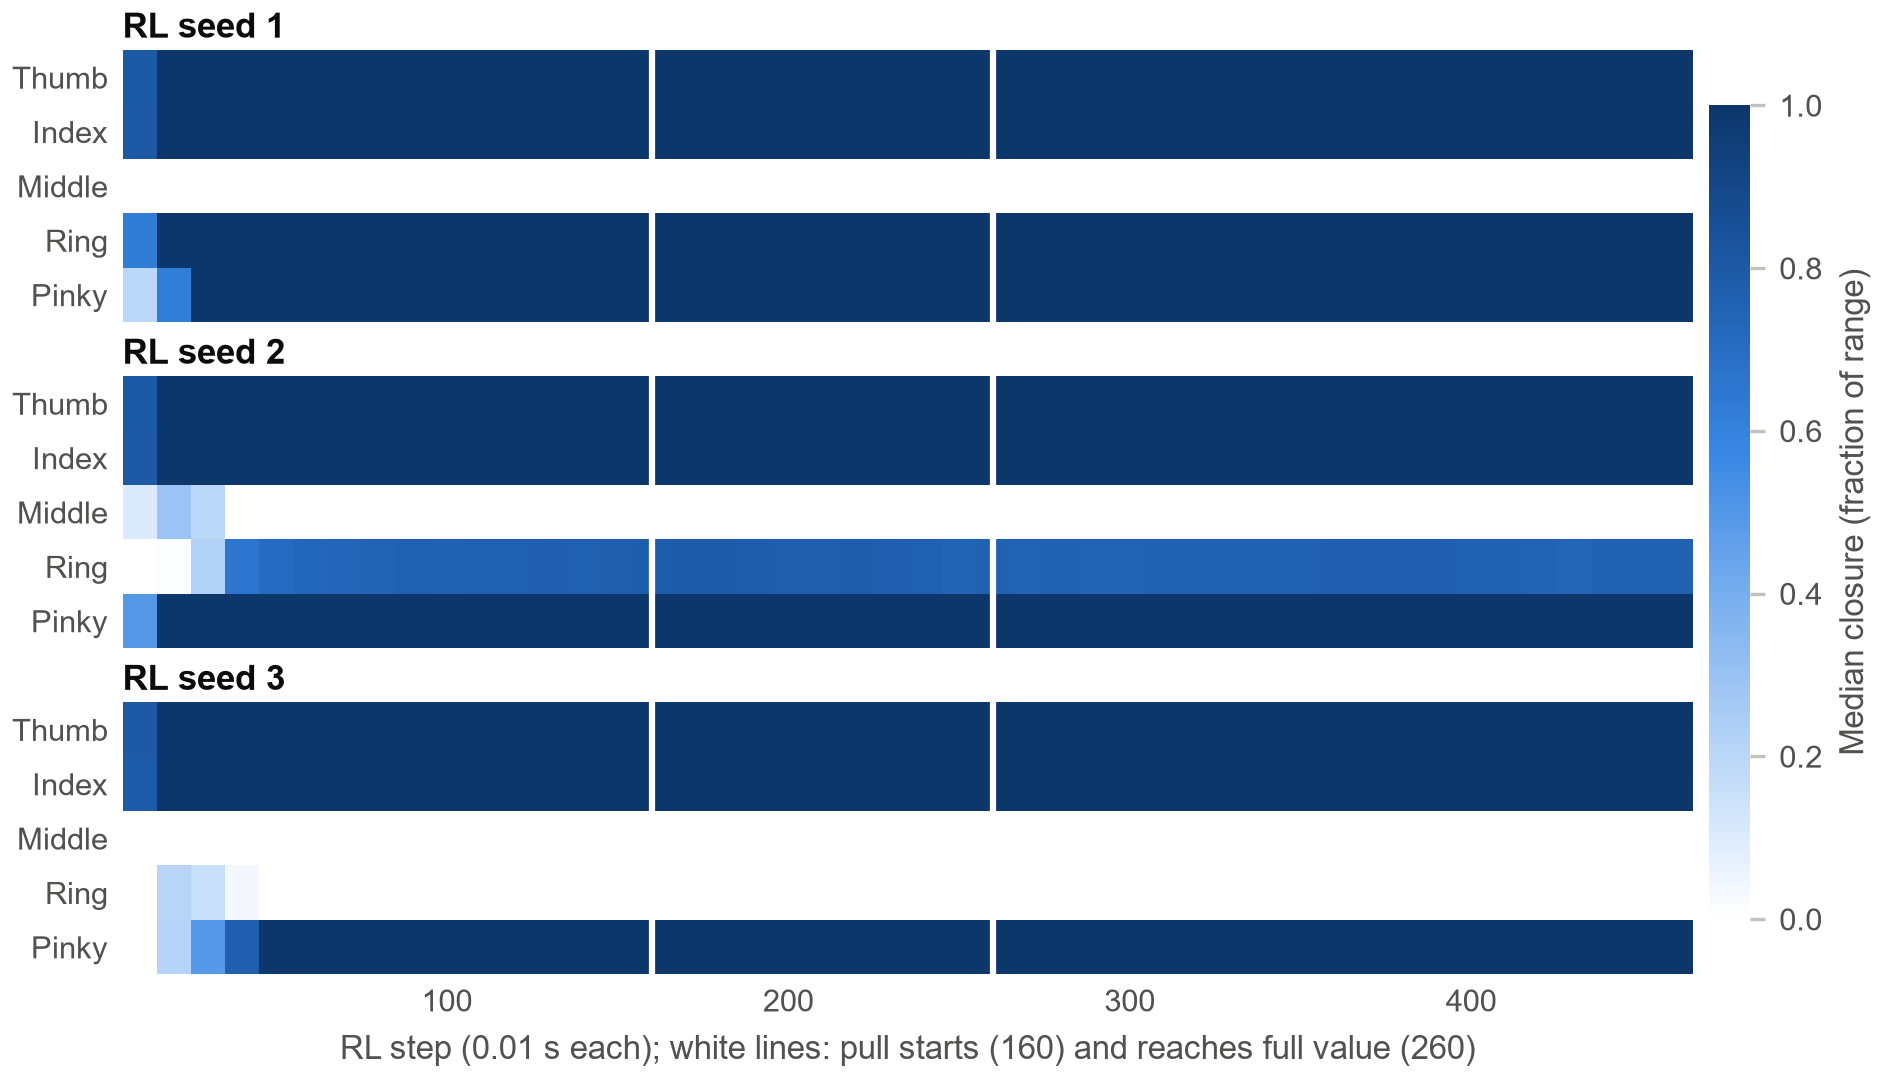 RL seed 1
Thumb
Index
Middle
Ring
Pinky
RL seed 2
Thumb
Index
Middle
Ring
Pinky
RL seed 3
Thumb
Index
Middle
Ring
Pinky
100 200 300 400
RL step (0.01 s each); white lines: pull starts (160) and reaches full value (260)
1.0
0.8
0.6
0.4
0.2
0.0
Median closure (fraction of range)